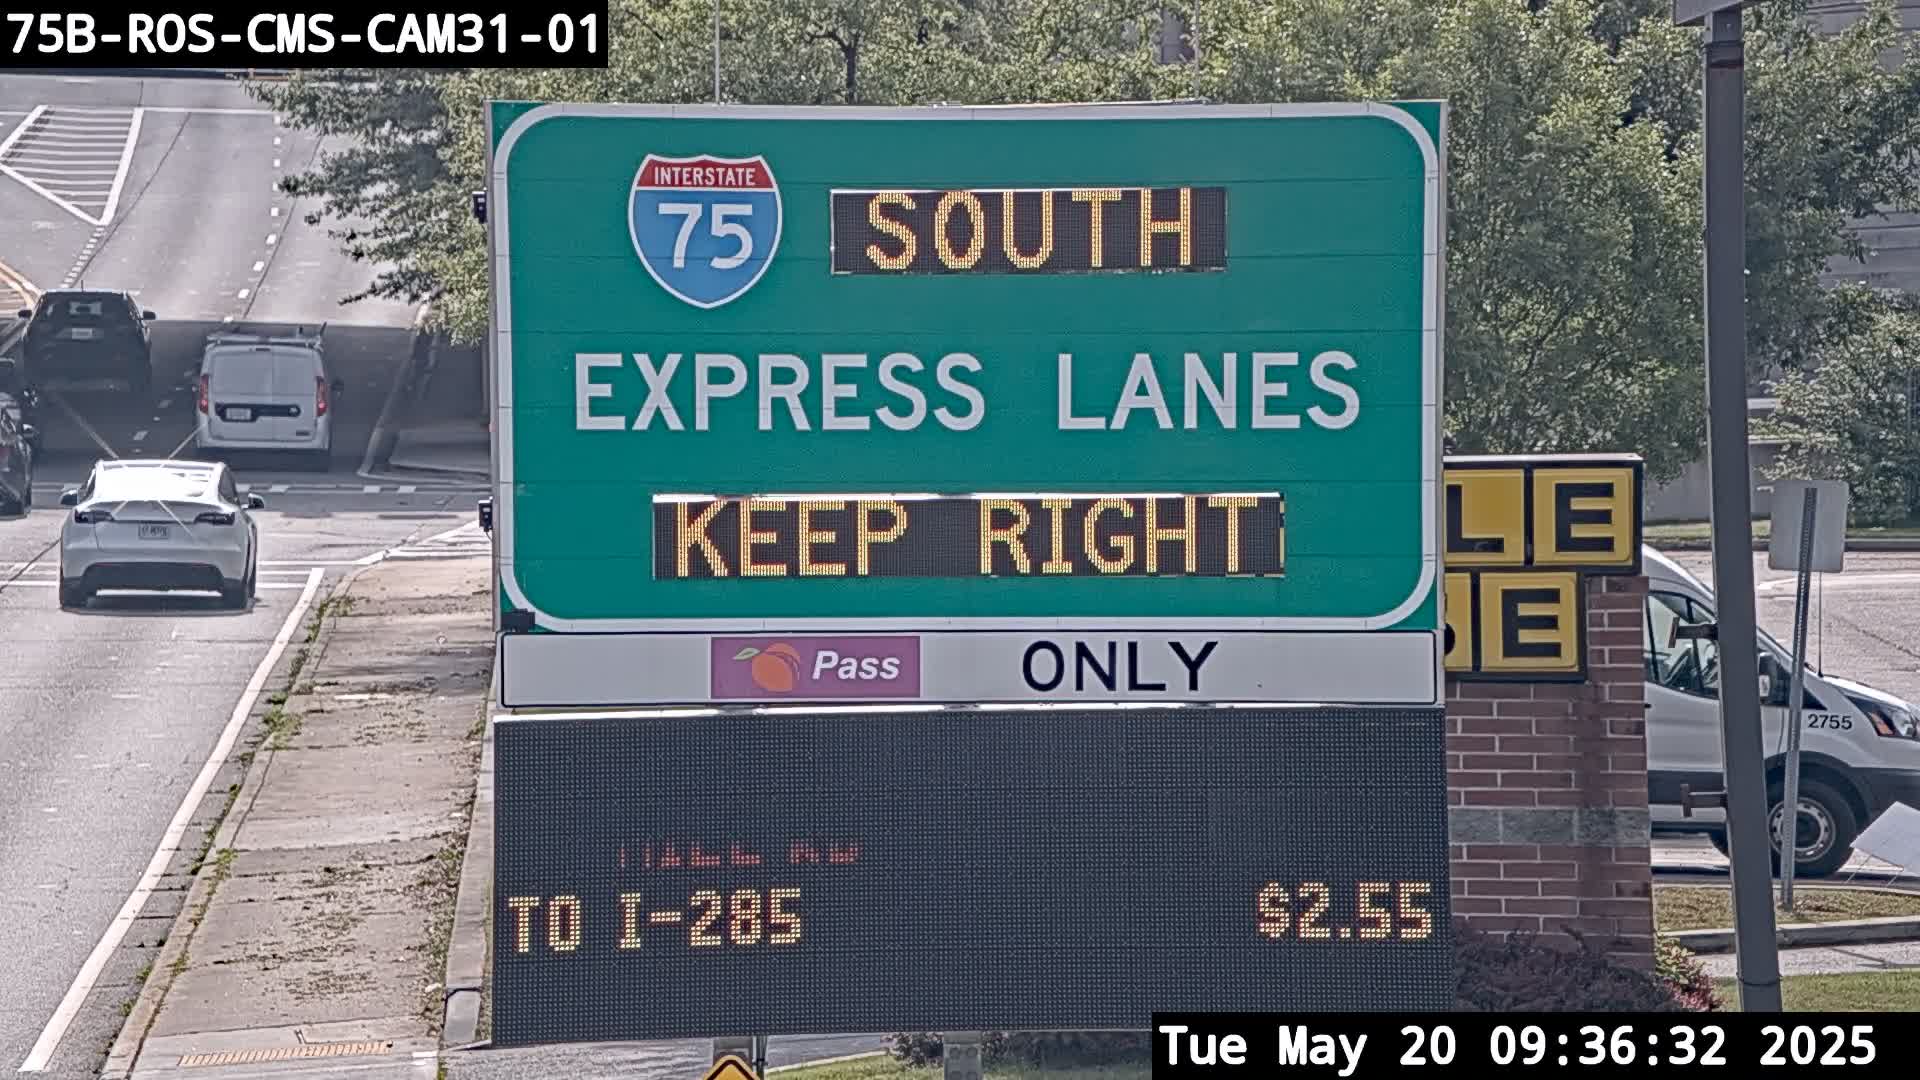 75B-ROS-CMS-CAM31-01
INTERSTATE
75
SOUTH
EXPRESS LANES
KEEP RIGHT
Pass ONLY
TO I-285 $2.55
LE
E
2755
Tue May 20 09:36:32 2025